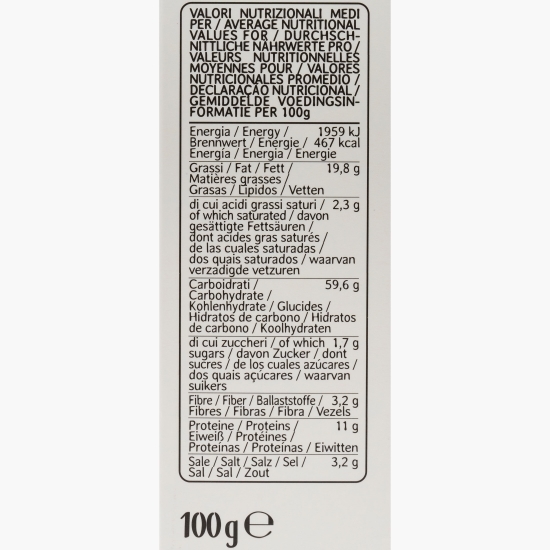 VALORI NUTRIZIONALI MEDI
PER / AVERAGE NUTRITIONAL
VALUES FOR / DURCHSCH-
NITTLICHE NÄHRWERTE PRO /
VALEURS NUTRITIONNELLES
MOYENNES POUR / VALORES
NUTRICIONALES PROMEDIO /
DECLARAÇÃO NUTRICIONAL /
GEMIDDELDE VOEDINGSIN-
FORMATIE PER 100g
Energia / Energy / 1959 kJ
Brennwert / Énergie / 467 kcal
Energía / Energia / Energie
Grassi / Fat / Fett / 19,8 g
Matières grasses /
Grasas / Lípidos / Vetten
di cui acidi grassi saturi / 2,3 g
of which saturated / davon
gesättigte Fettsäuren /
dont acides gras saturés /
de las cuales saturadas /
dos quais saturados / waarvan
verzadigde vetzuren
Carboidrati / 59,6 g
Carbohydrate /
Kohlenhydrate / Glucides /
Hidratos de carbono / Hidratos
de carbono / Koolhydraten
di cui zuccheri / of which 1,7 g
sugars / davon Zucker / dont
sucres / de los cuales azúcares /
dos quais açúcares / waarvan
suikers
Fibre / Fiber / Ballaststoffe / 3,2 g
Fibres / Fibras / Fibra / Vezels
Proteine / Proteins / 11 g
Eiweiß / Protéines /
Proteínas / Proteínas / Eiwitten
Sale / Salt / Salz / Sel / 3,2 g
Sal / Sal / Zout
100g ℮